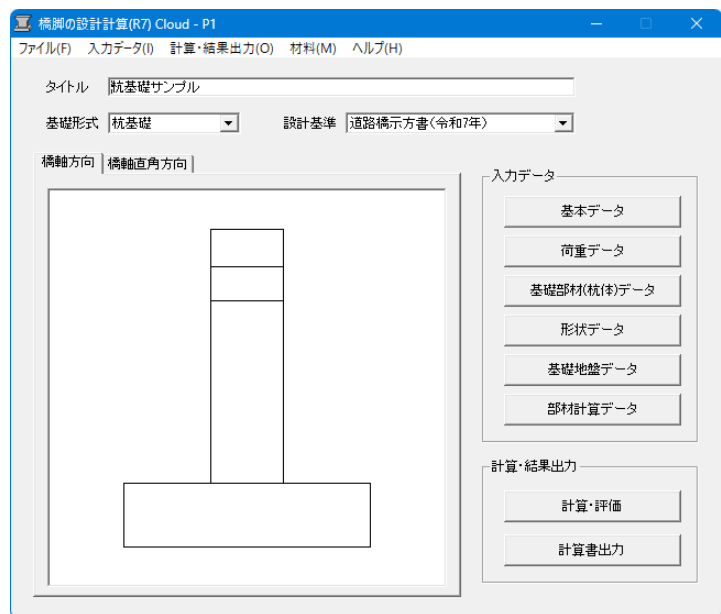 橋脚の設計計算(R7) Cloud - P1
ファイル(F) 入力データ(I) 計算・結果出力(O) 材料(M) ヘルプ(H)
タイトル 杭基礎サンプル
基礎形式 杭基礎 設計基準 道路橋示方書(令和7年)
橋軸方向 橋軸直角方向
入力データ
基本データ
荷重データ
基礎部材(杭体)データ
形状データ
基礎地盤データ
部材計算データ
計算・結果出力
計算・評価
計算書出力